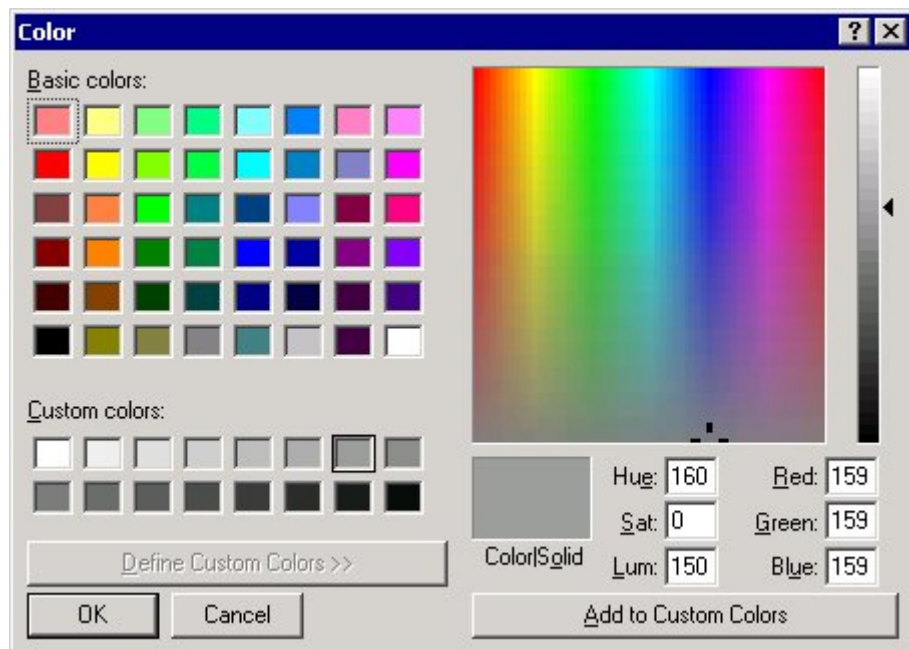 Color
Basic colors:
Custom colors:
Define Custom Colors >>
OK Cancel
Color|Solid
Hue: 160 Red: 159
Sat: 0 Green: 159
Lum: 150 Blue: 159
Add to Custom Colors